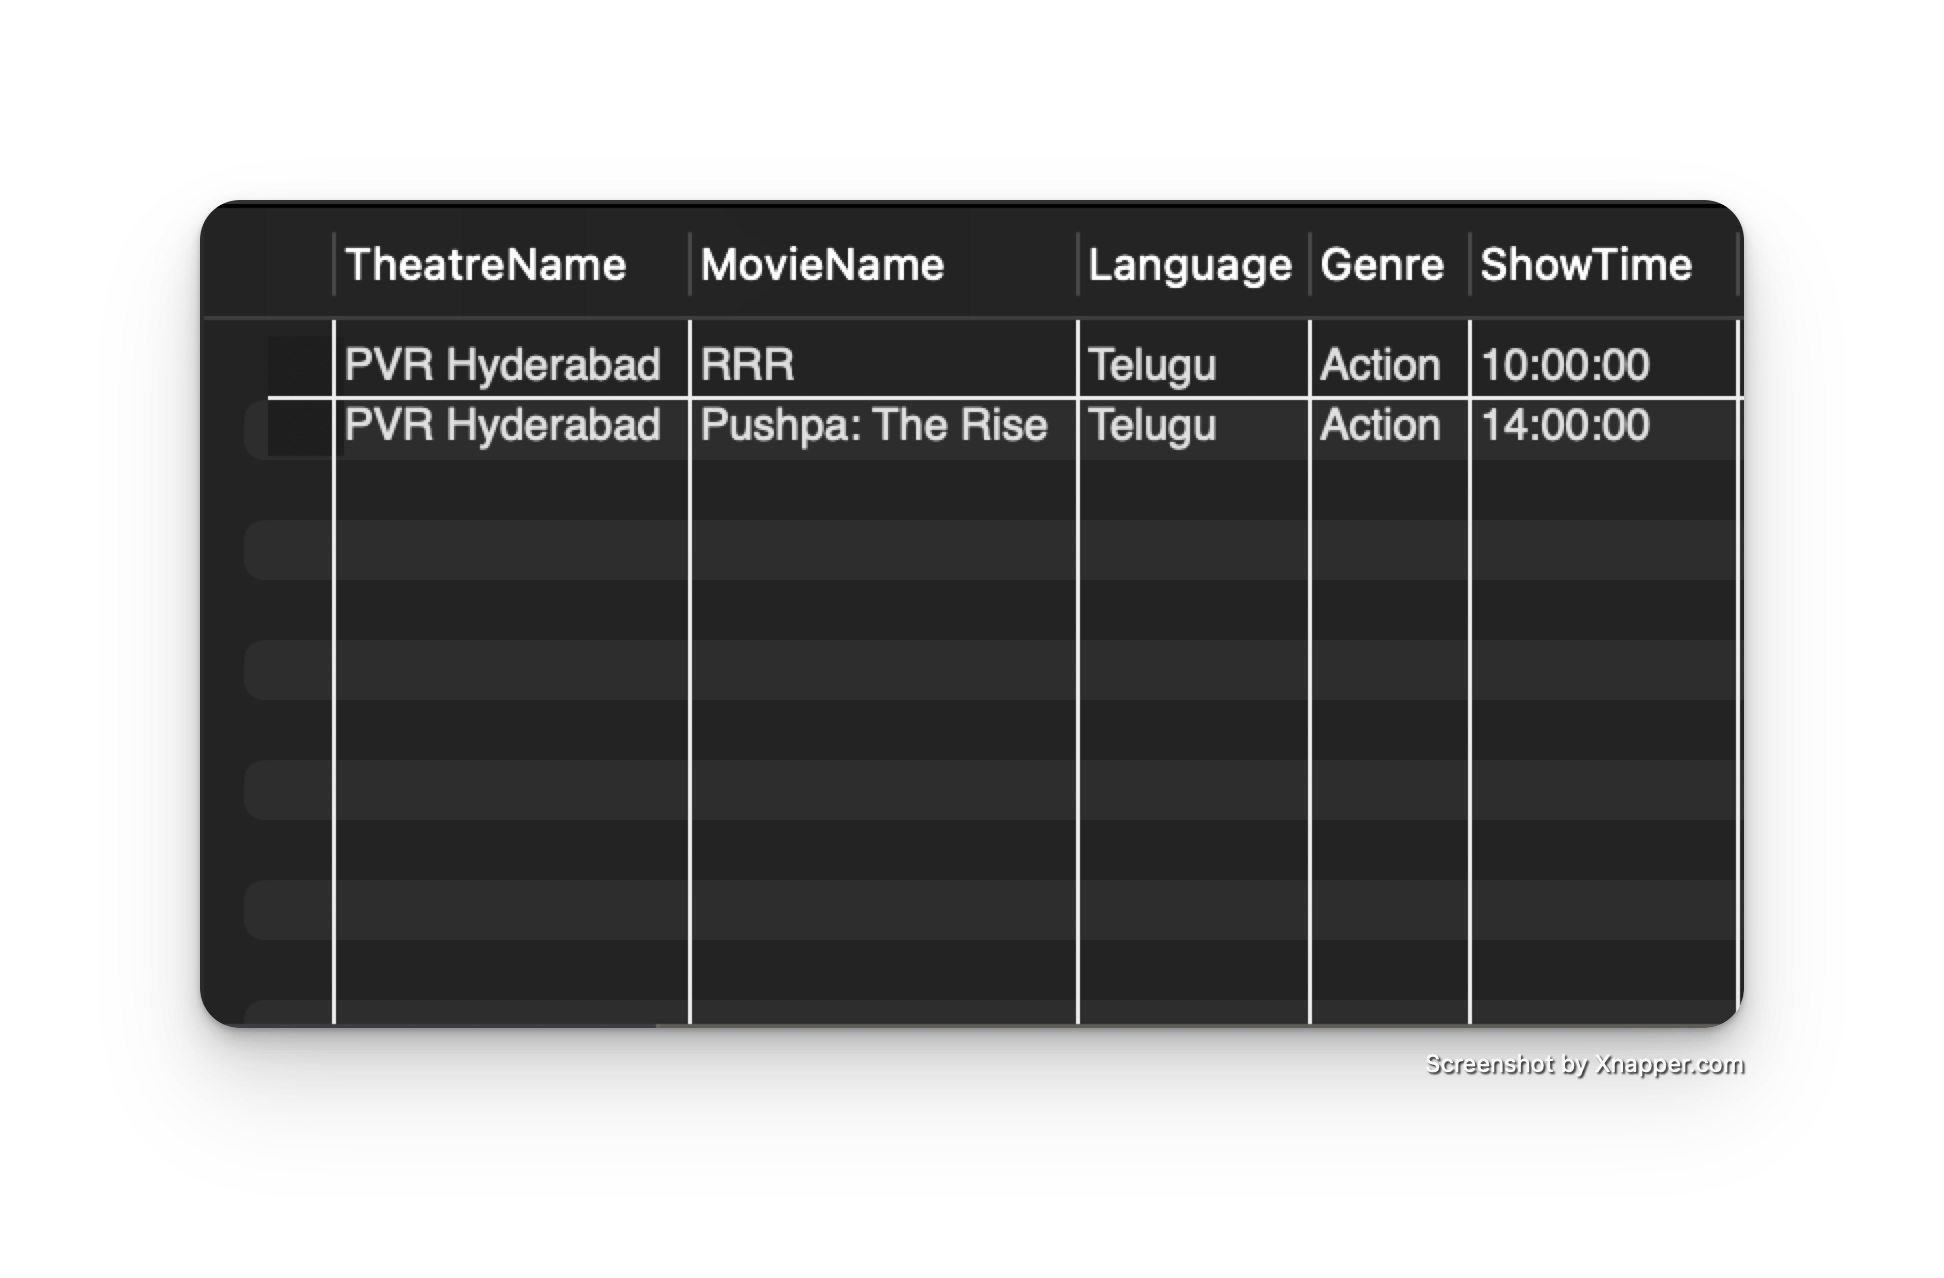 TheatreName MovieName Language Genre ShowTime
PVR Hyderabad RRR Telugu Action 10:00:00
PVR Hyderabad Pushpa: The Rise Telugu Action 14:00:00
Screenshot by Xnapper.com